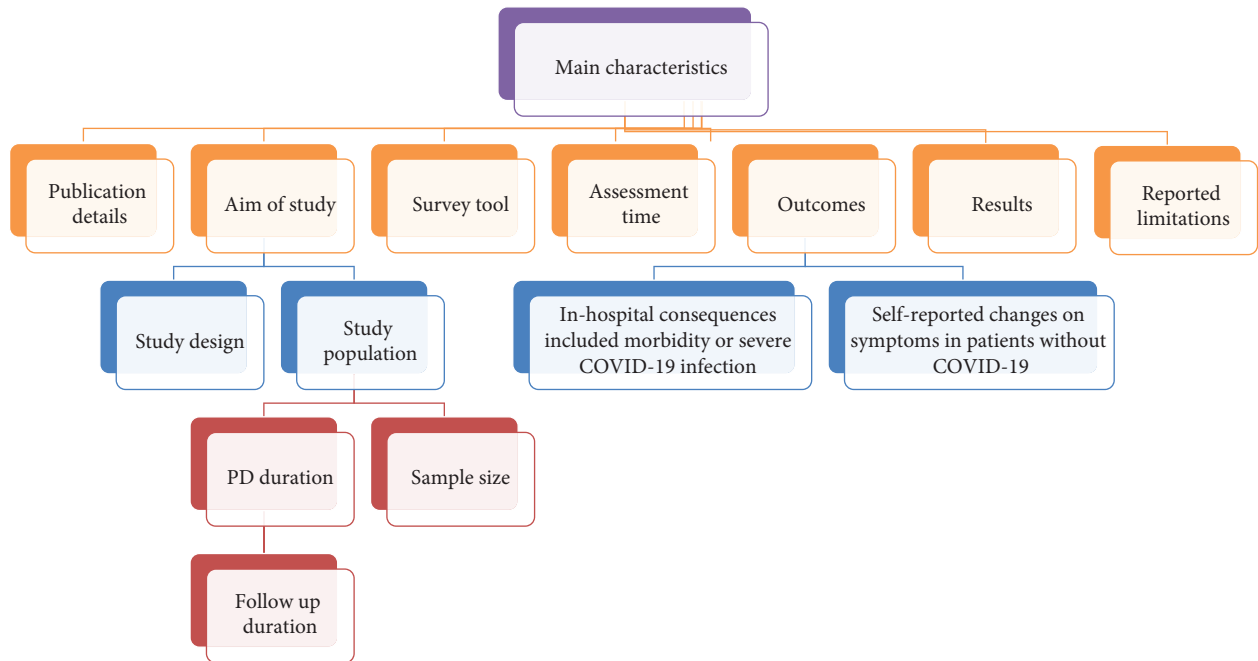 Main characteristics
Publication
details
Aim of study
Survey tool
Assessment
time
Outcomes
Results
Reported
limitations
Study design
Study
population
In-hospital consequences
included morbidity or severe
COVID-19 infection
Self-reported changes on
symptoms in patients without
COVID-19
PD duration
Sample size
Follow up
duration